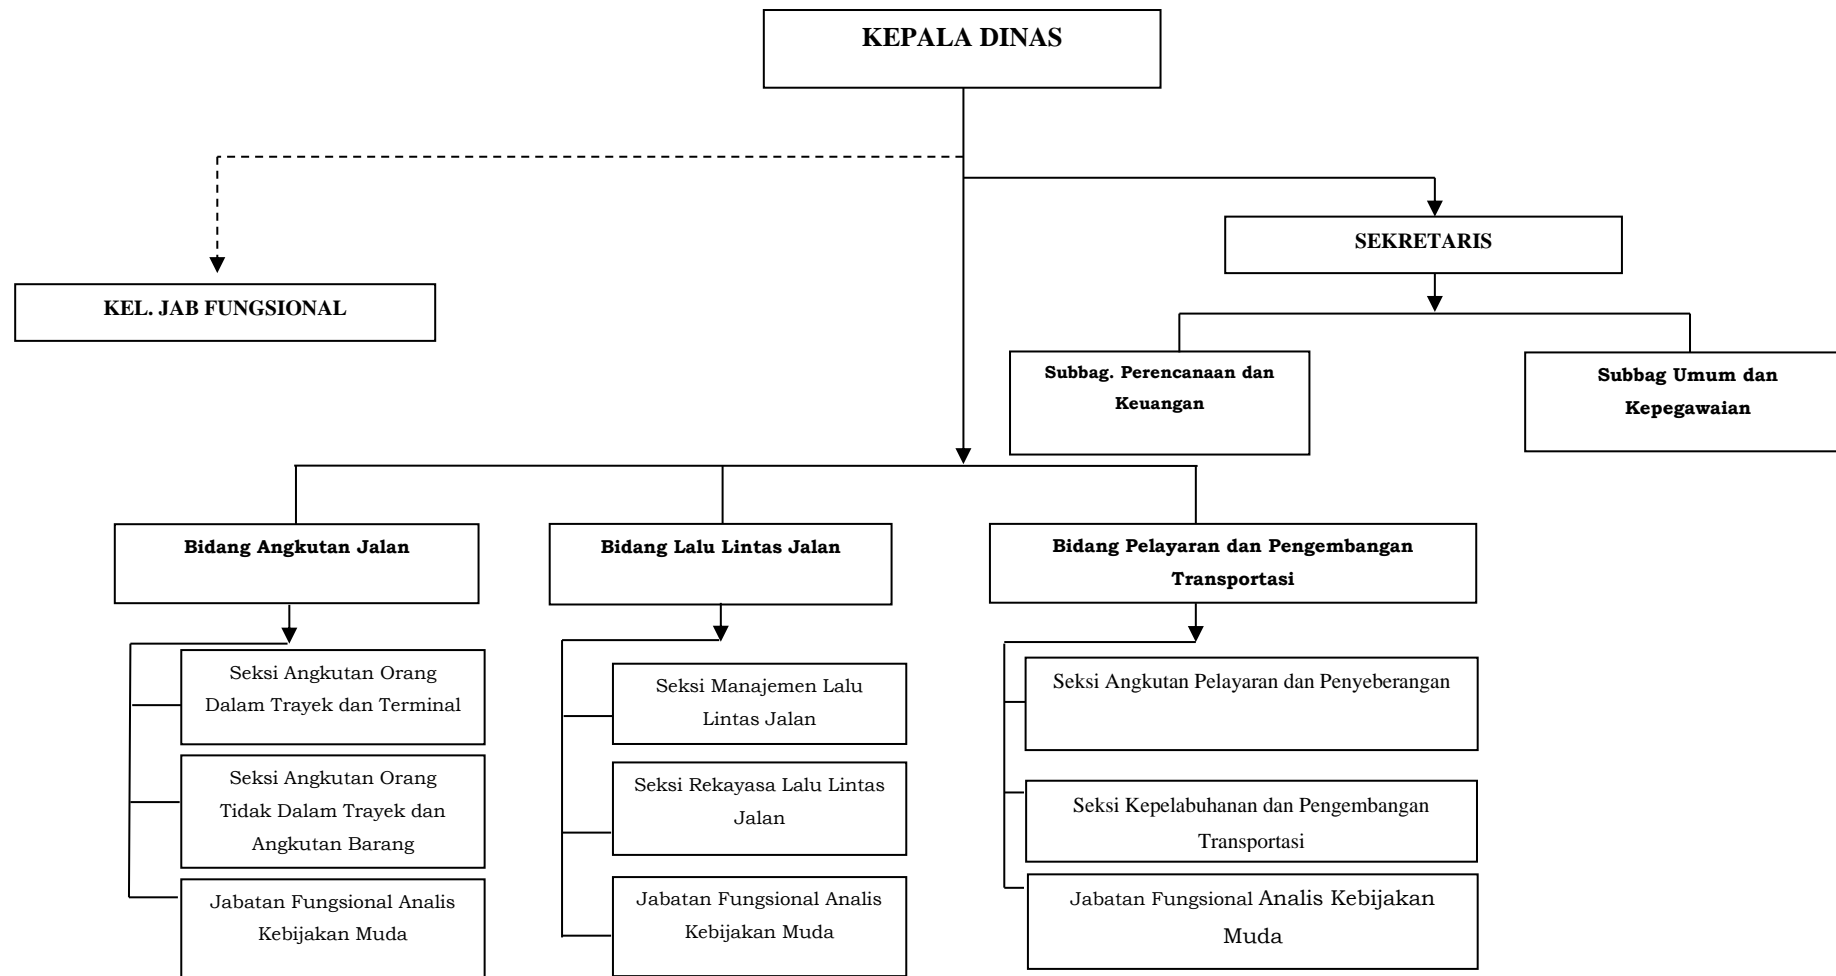 KEPALA DINAS
SEKRETARIS
KEL. JAB FUNGSIONAL
Subbag. Perencanaan dan
Keuangan
Subbag Umum dan
Kepegawaian
Bidang Angkutan Jalan
Bidang Lalu Lintas Jalan
Bidang Pelayaran dan Pengembangan
Transportasi
Seksi Angkutan Orang
Dalam Trayek dan Terminal
Seksi Angkutan Orang
Tidak Dalam Trayek dan
Angkutan Barang
Jabatan Fungsional Analis
Kebijakan Muda
Seksi Manajemen Lalu
Lintas Jalan
Seksi Rekayasa Lalu Lintas
Jalan
Jabatan Fungsional Analis
Kebijakan Muda
Seksi Angkutan Pelayaran dan Penyeberangan
Seksi Kepelabuhanan dan Pengembangan
Transportasi
Jabatan Fungsional Analis Kebijakan
Muda